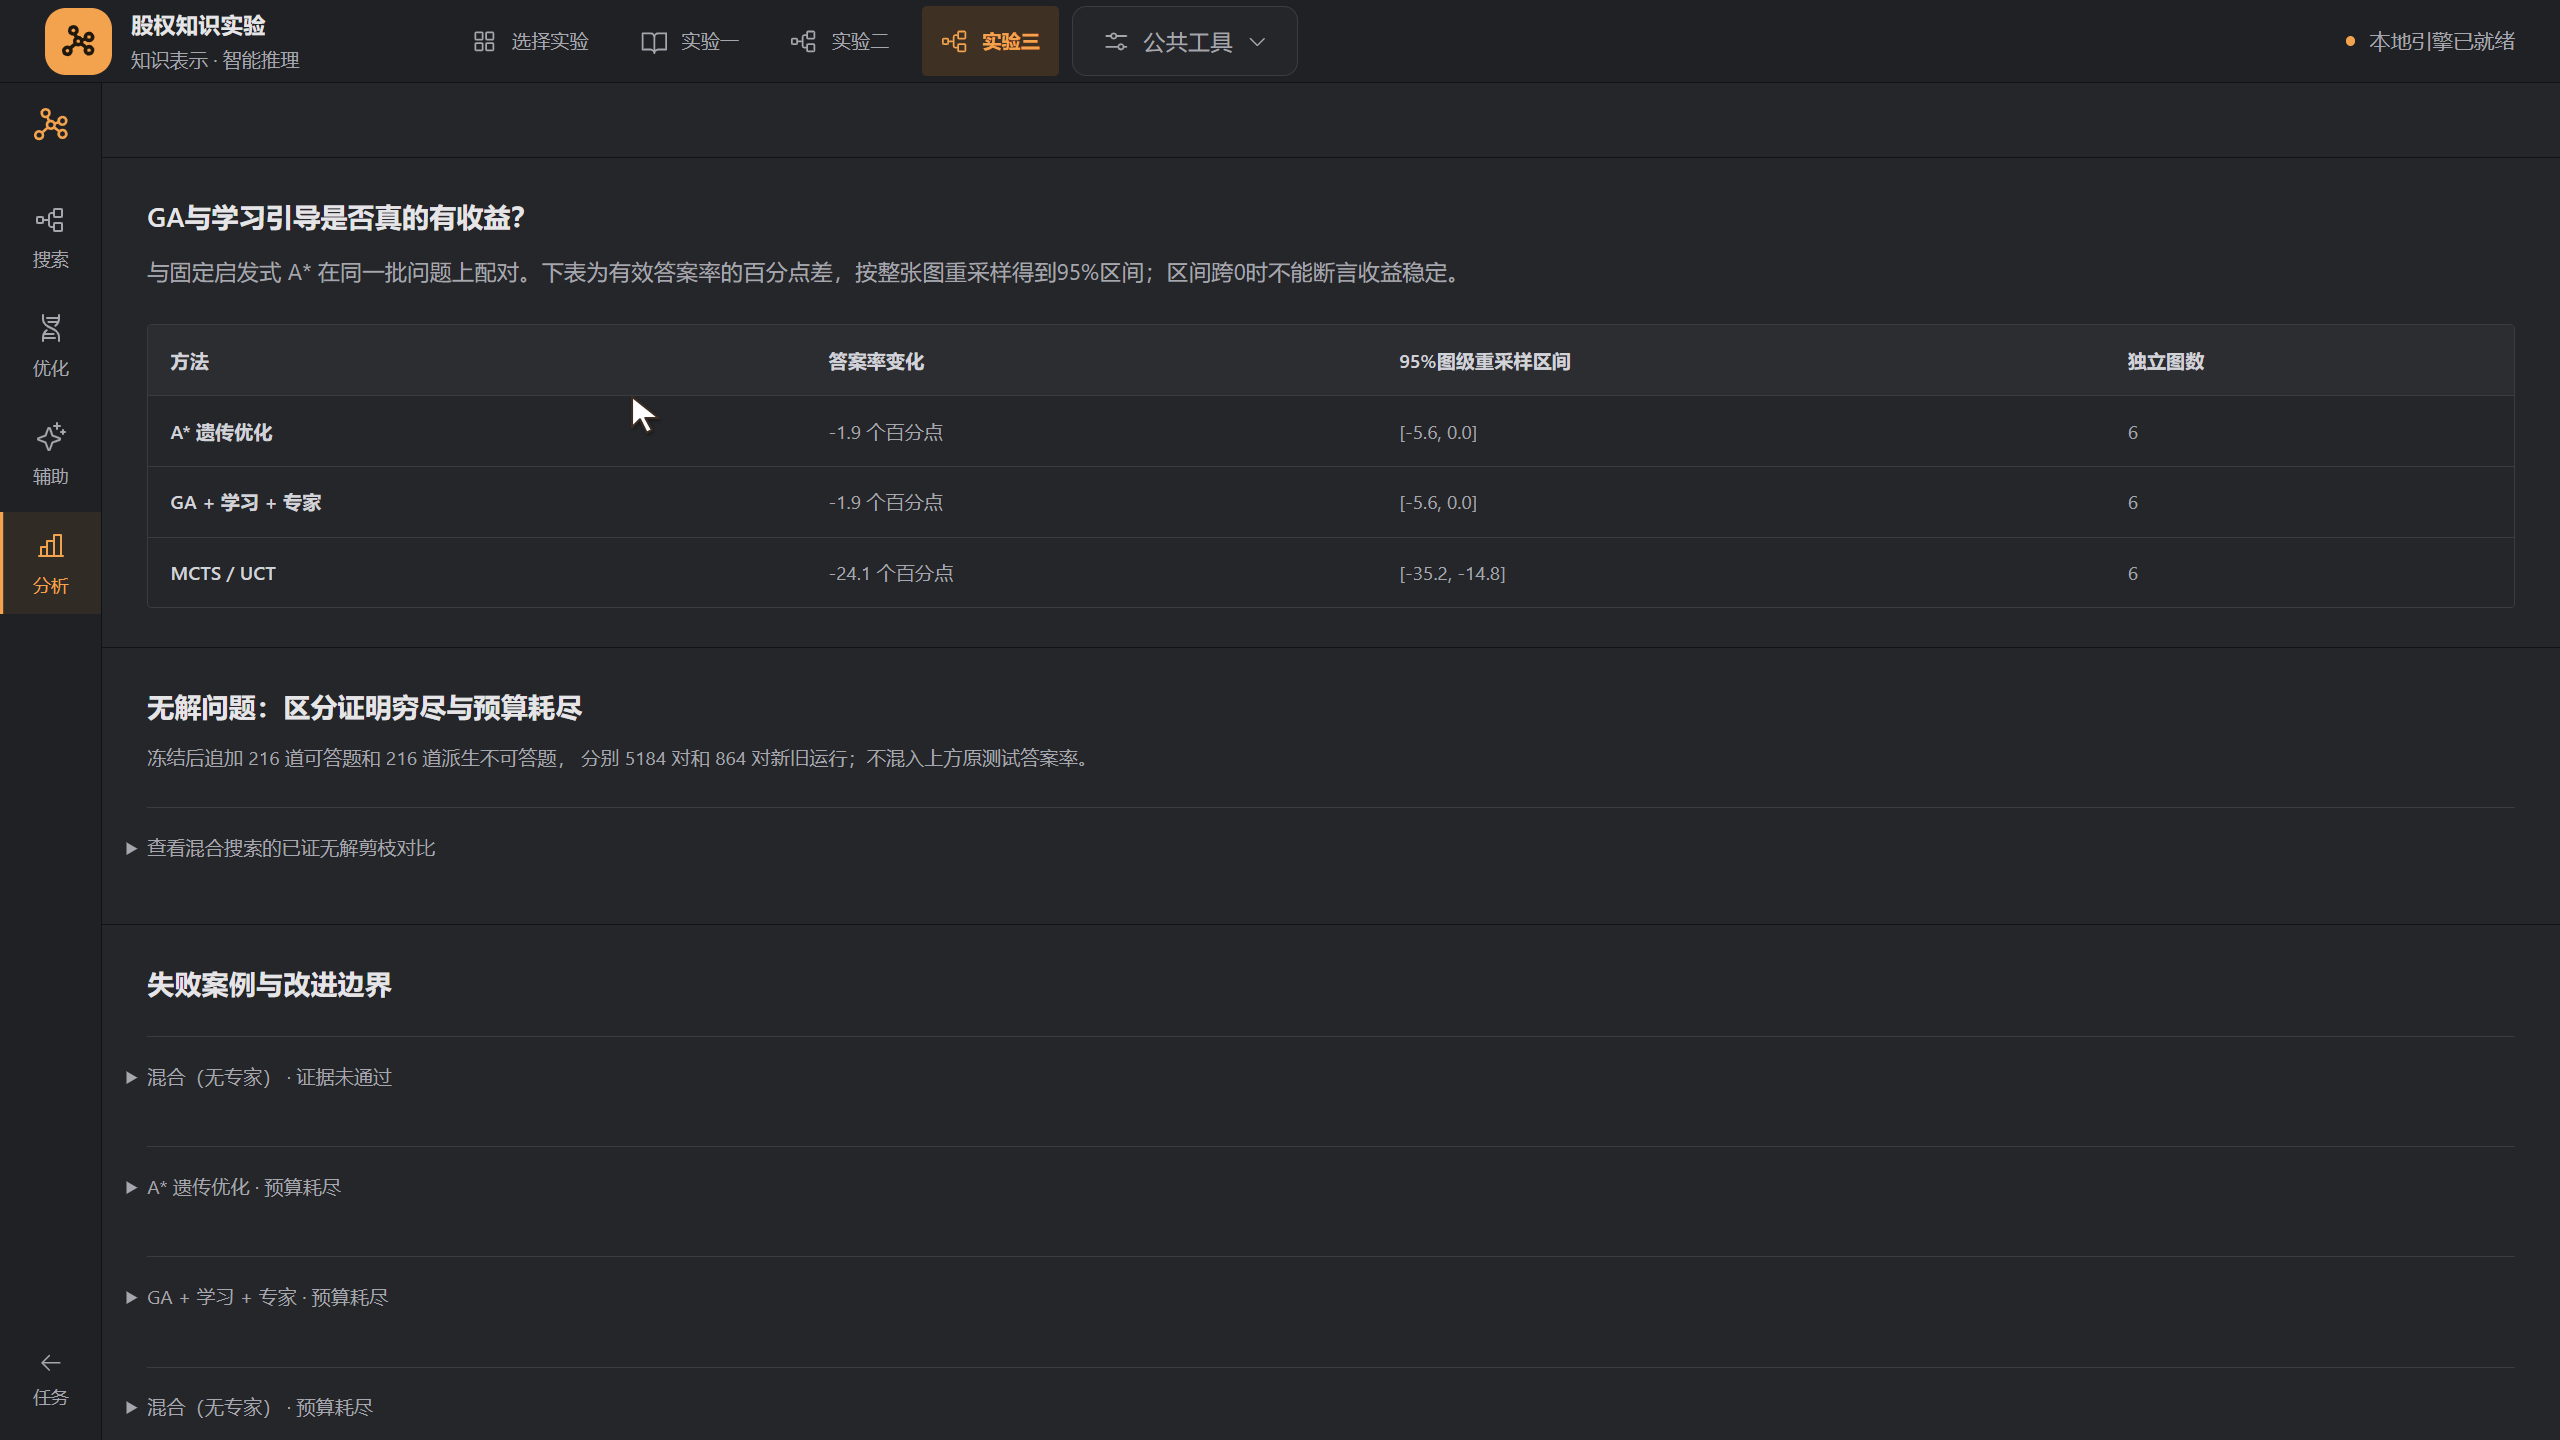 股权知识实验
知识表示 · 智能推理
选择实验
实验一
实验二
实验三
公共工具
本地引擎已就绪
搜索
优化
辅助
分析
任务
GA与学习引导是否真的有收益?
与固定启发式 A* 在同一批问题上配对。下表为有效答案率的百分点差，按整张图重采样得到95%区间；区间跨0时不能断言收益稳定。
方法 答案率变化 95%图级重采样区间 独立图数
A* 遗传优化 -1.9 个百分点 [-5.6, 0.0] 6
GA + 学习 + 专家 -1.9 个百分点 [-5.6, 0.0] 6
MCTS / UCT -24.1 个百分点 [-35.2, -14.8] 6
无解问题：区分证明穷尽与预算耗尽
冻结后追加 216 道可答题和 216 道派生不可答题， 分别 5184 对和 864 对新旧运行；不混入上方原测试答案率。
查看混合搜索的已证无解剪枝对比
失败案例与改进边界
混合（无专家） · 证据未通过
A* 遗传优化 · 预算耗尽
GA + 学习 + 专家 · 预算耗尽
混合（无专家） · 预算耗尽